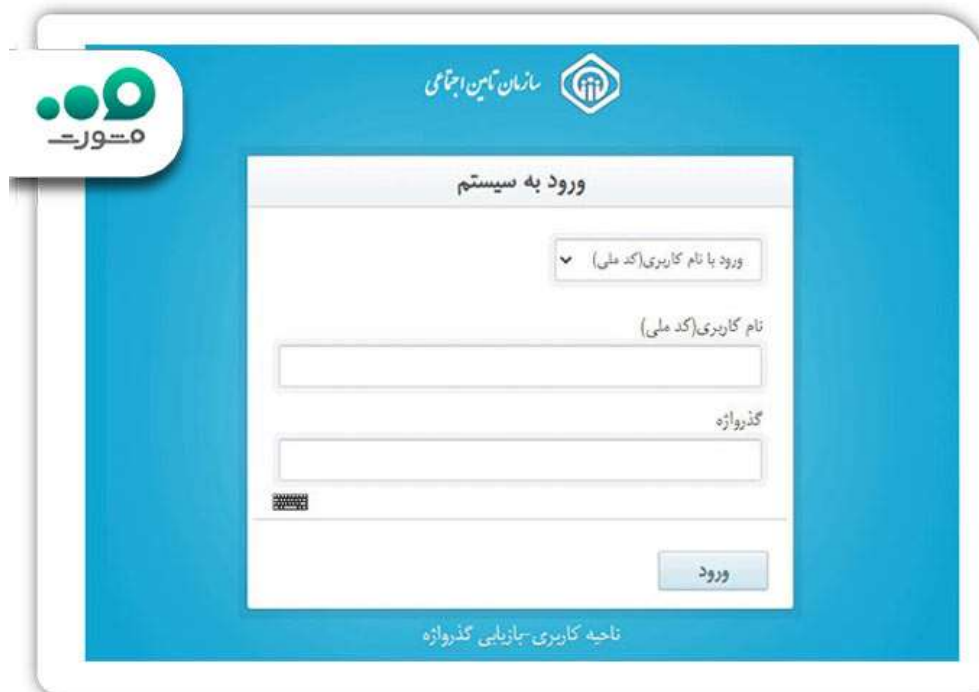 سازمان تامین اجتماعی
مشورت
ورود به سیستم
ورود با نام کاربری(کد ملی)
نام کاربری(کد ملی)
گذرواژه
ورود
ناحیه کاربری-بازیابی گذرواژه